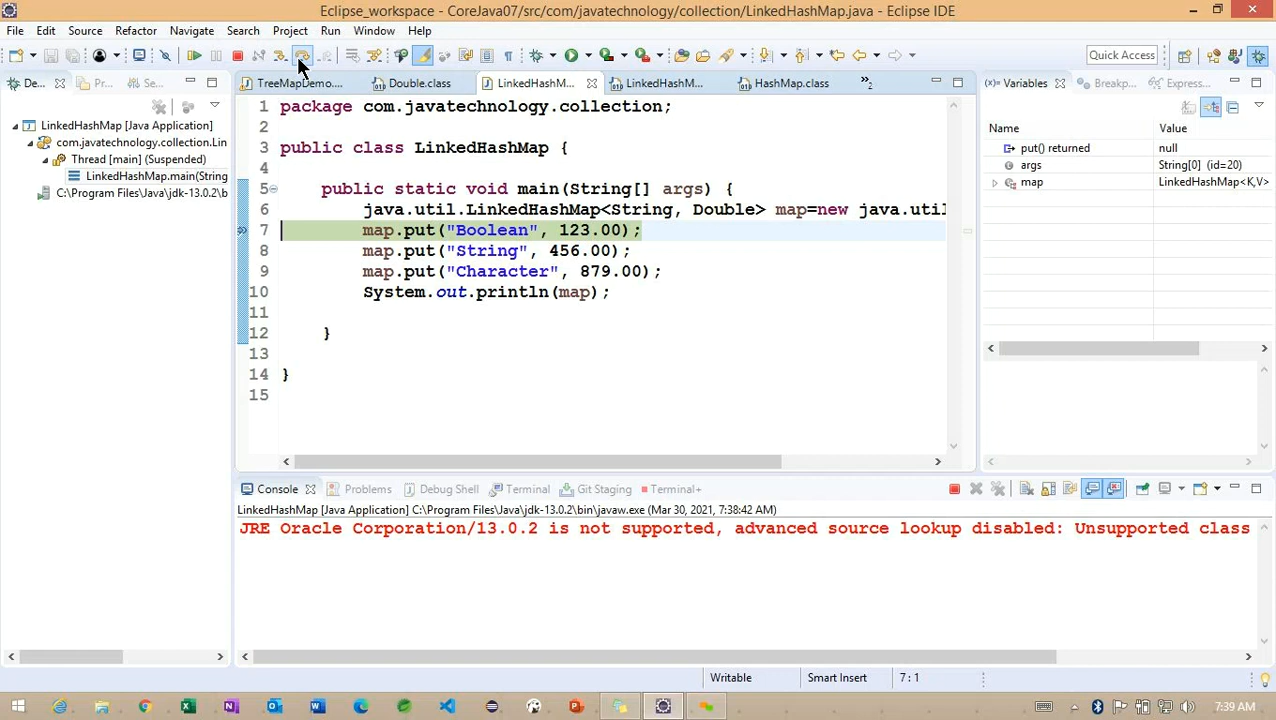 Eclipse_workspace - CoreJava07/src/com/javatechnology/collection/LinkedHashMap.java - Eclipse IDE
File Edit Source Refactor Navigate Search Project Run Window Help
Quick Access
De... Pr... Se...
TreeMapDemo... Double.class LinkedHashM... LinkedHashM... HashMap.class »2
Variables Breakp... Expres...
LinkedHashMap [Java Application]
com.javatechnology.collection.Lin
Thread [main] (Suspended)
LinkedHashMap.main(String
C:\Program Files\Java\jdk-13.0.2\b
1 package com.javatechnology.collection;
2
3 public class LinkedHashMap {
4
5 public static void main(String[] args) {
6 java.util.LinkedHashMap<String, Double> map=new java.util
7 map.put("Boolean", 123.00);
8 map.put("String", 456.00);
9 map.put("Character", 879.00);
10 System.out.println(map);
11
12 }
13
14 }
15
Name Value
put() returned null
args String[0] (id=20)
map LinkedHashMap<K,V>
Console Problems Debug Shell Terminal Git Staging Terminal+
LinkedHashMap [Java Application] C:\Program Files\Java\jdk-13.0.2\bin\javaw.exe (Mar 30, 2021, 7:38:42 AM)
JRE Oracle Corporation/13.0.2 is not supported, advanced source lookup disabled: Unsupported class
Writable Smart Insert 7 : 1
7:39 AM